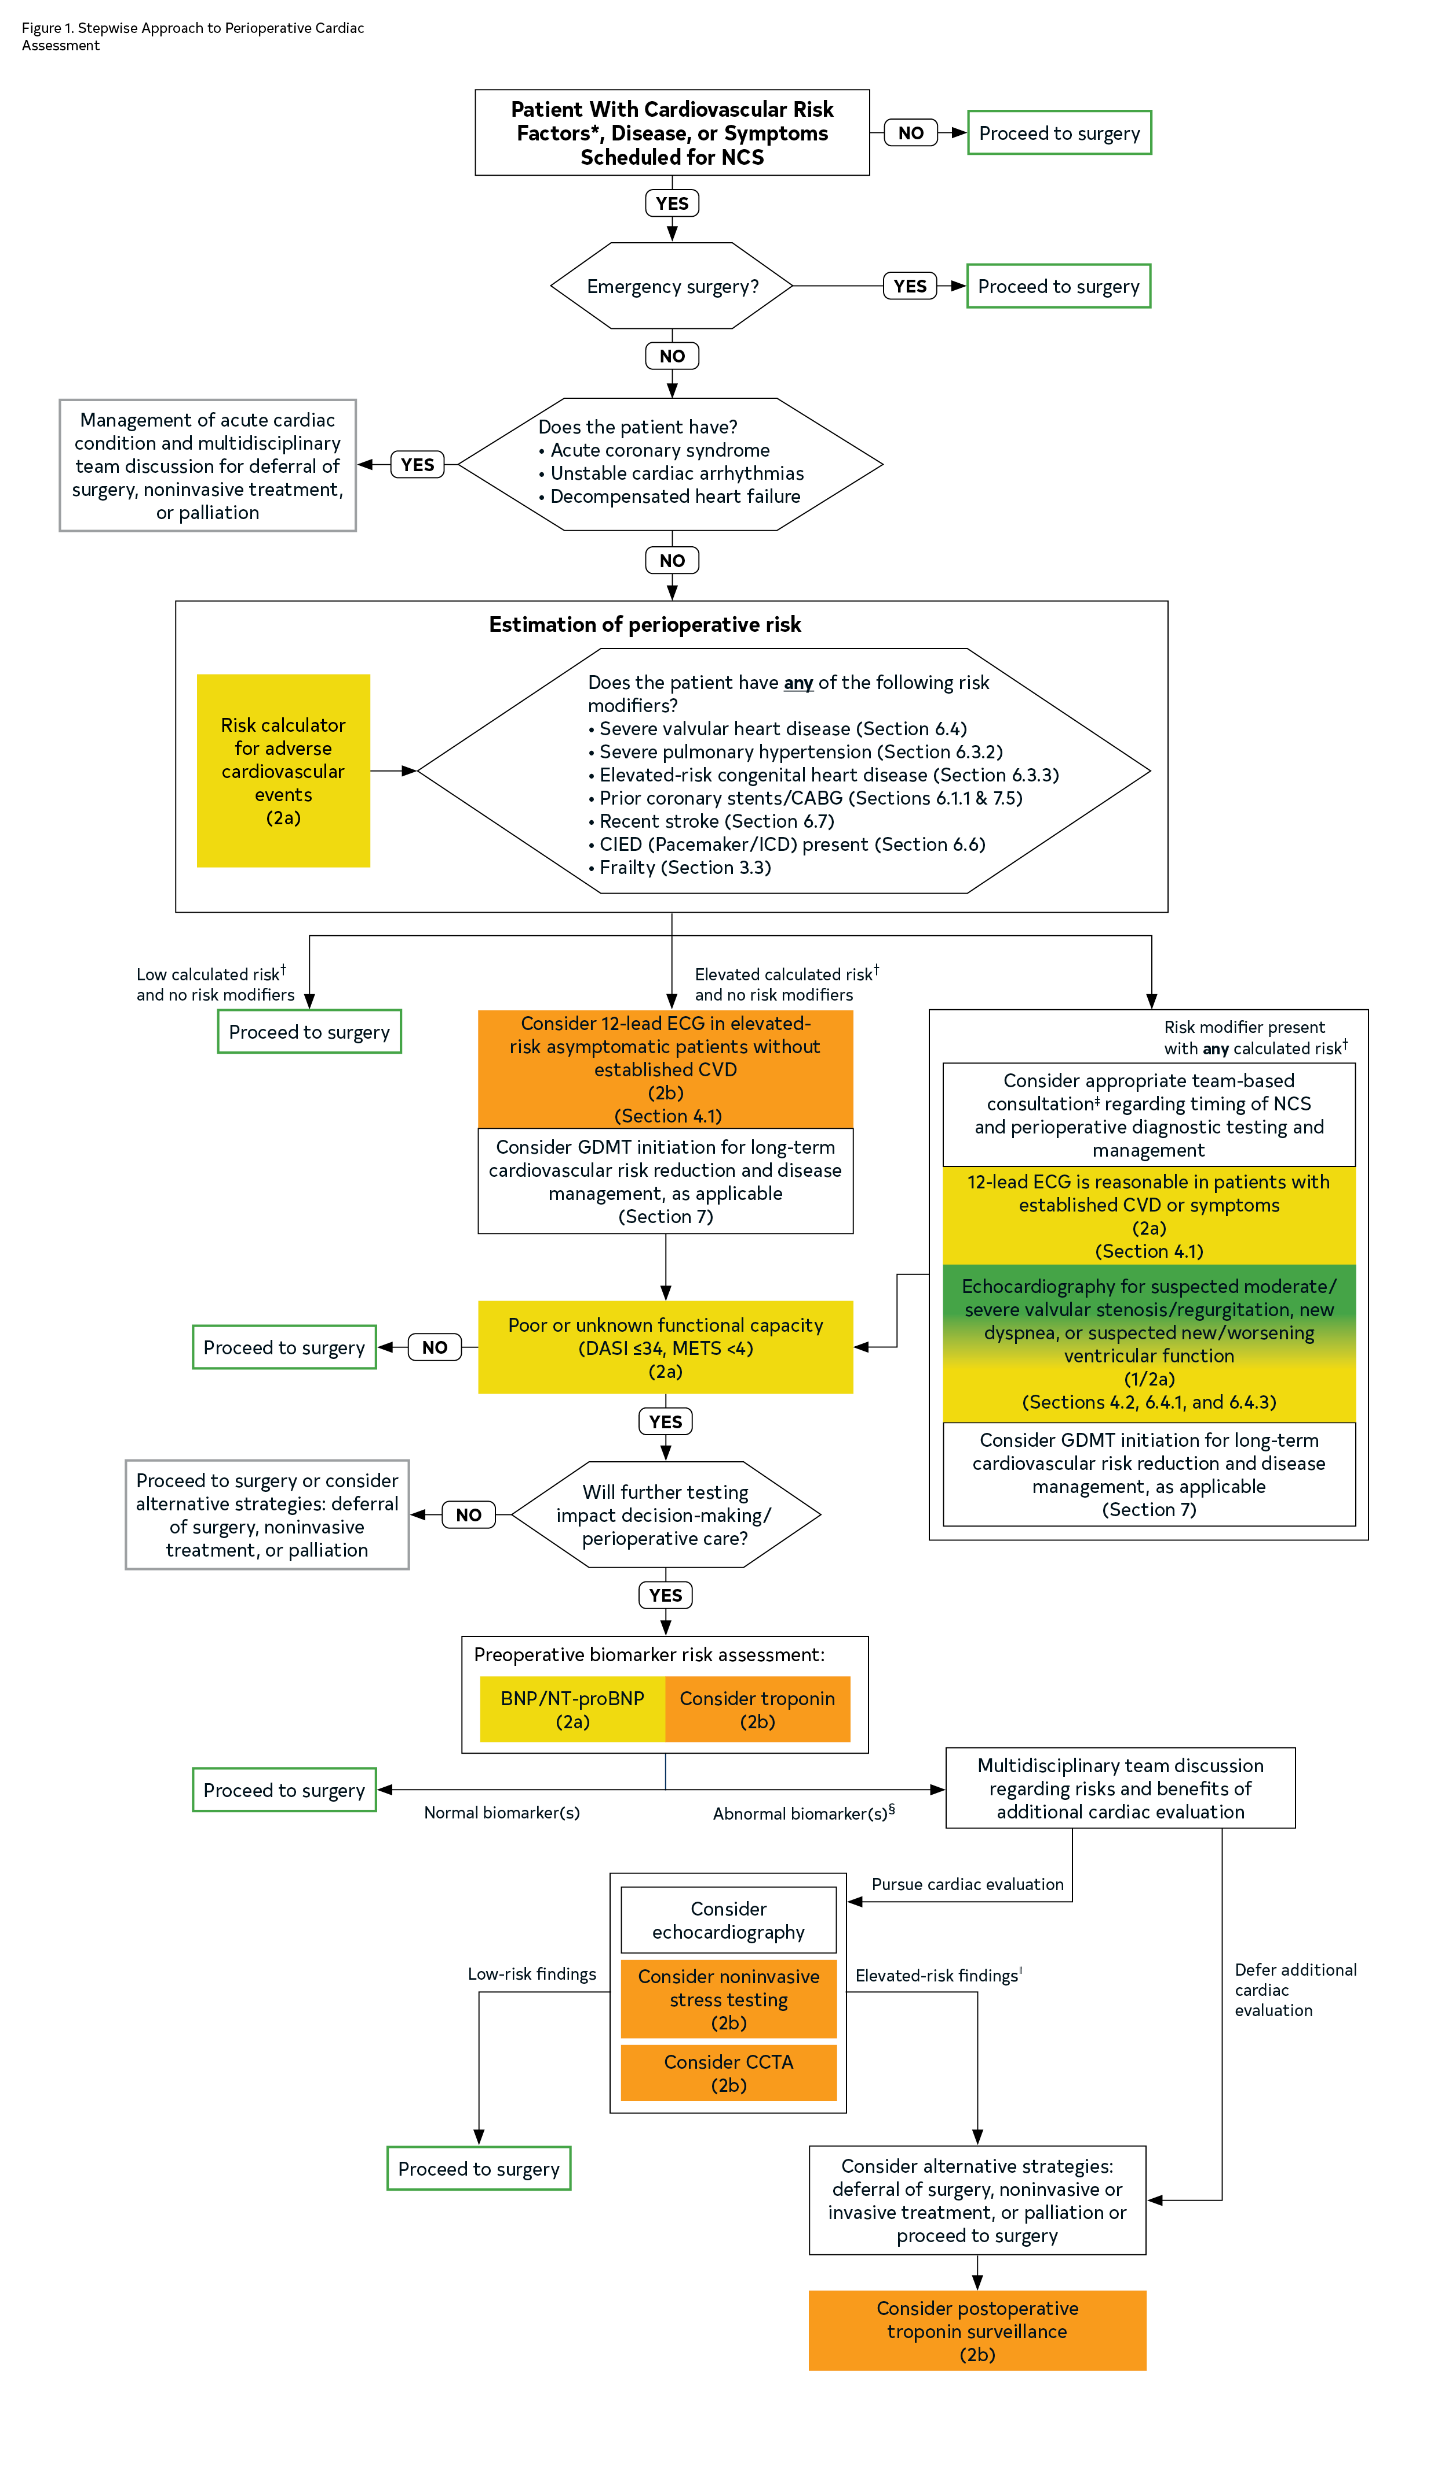 Figure 1. Stepwise Approach to Perioperative Cardiac
Assessment
Patient With Cardiovascular Risk
Factors*, Disease, or Symptoms
Scheduled for NCS
NO
Proceed to surgery
YES
Emergency surgery?
YES
Proceed to surgery
NO
Does the patient have?
• Acute coronary syndrome
• Unstable cardiac arrhythmias
• Decompensated heart failure
YES
Management of acute cardiac
condition and multidisciplinary
team discussion for deferral of
surgery, noninvasive treatment,
or palliation
NO
Estimation of perioperative risk
Risk calculator
for adverse
cardiovascular
events
(2a)
Does the patient have any of the following risk
modifiers?
• Severe valvular heart disease (Section 6.4)
• Severe pulmonary hypertension (Section 6.3.2)
• Elevated-risk congenital heart disease (Section 6.3.3)
• Prior coronary stents/CABG (Sections 6.1.1 & 7.5)
• Recent stroke (Section 6.7)
• CIED (Pacemaker/ICD) present (Section 6.6)
• Frailty (Section 3.3)
Low calculated risk†
and no risk modifiers
Proceed to surgery
Elevated calculated risk†
and no risk modifiers
Consider 12-lead ECG in elevated-
risk asymptomatic patients without
established CVD
(2b)
(Section 4.1)
Consider GDMT initiation for long-term
cardiovascular risk reduction and disease
management, as applicable
(Section 7)
Risk modifier present
with any calculated risk†
Consider appropriate team-based
consultation‡ regarding timing of NCS
and perioperative diagnostic testing and
management
12-lead ECG is reasonable in patients with
established CVD or symptoms
(2a)
(Section 4.1)
Echocardiography for suspected moderate/
severe valvular stenosis/regurgitation, new
dyspnea, or suspected new/worsening
ventricular function
(1/2a)
(Sections 4.2, 6.4.1, and 6.4.3)
Consider GDMT initiation for long-term
cardiovascular risk reduction and disease
management, as applicable
(Section 7)
Poor or unknown functional capacity
(DASI ≤34, METS <4)
(2a)
NO
Proceed to surgery
YES
Will further testing
impact decision-making/
perioperative care?
NO
Proceed to surgery or consider
alternative strategies: deferral
of surgery, noninvasive
treatment, or palliation
YES
Preoperative biomarker risk assessment:
BNP/NT-proBNP
(2a)
Consider troponin
(2b)
Proceed to surgery
Normal biomarker(s)
Abnormal biomarker(s)§
Multidisciplinary team discussion
regarding risks and benefits of
additional cardiac evaluation
Pursue cardiac evaluation
Defer additional
cardiac
evaluation
Consider
echocardiography
Consider noninvasive
stress testing
(2b)
Consider CCTA
(2b)
Low-risk findings
Elevated-risk findings‖
Proceed to surgery
Consider alternative strategies:
deferral of surgery, noninvasive or
invasive treatment, or palliation or
proceed to surgery
Consider postoperative
troponin surveillance
(2b)